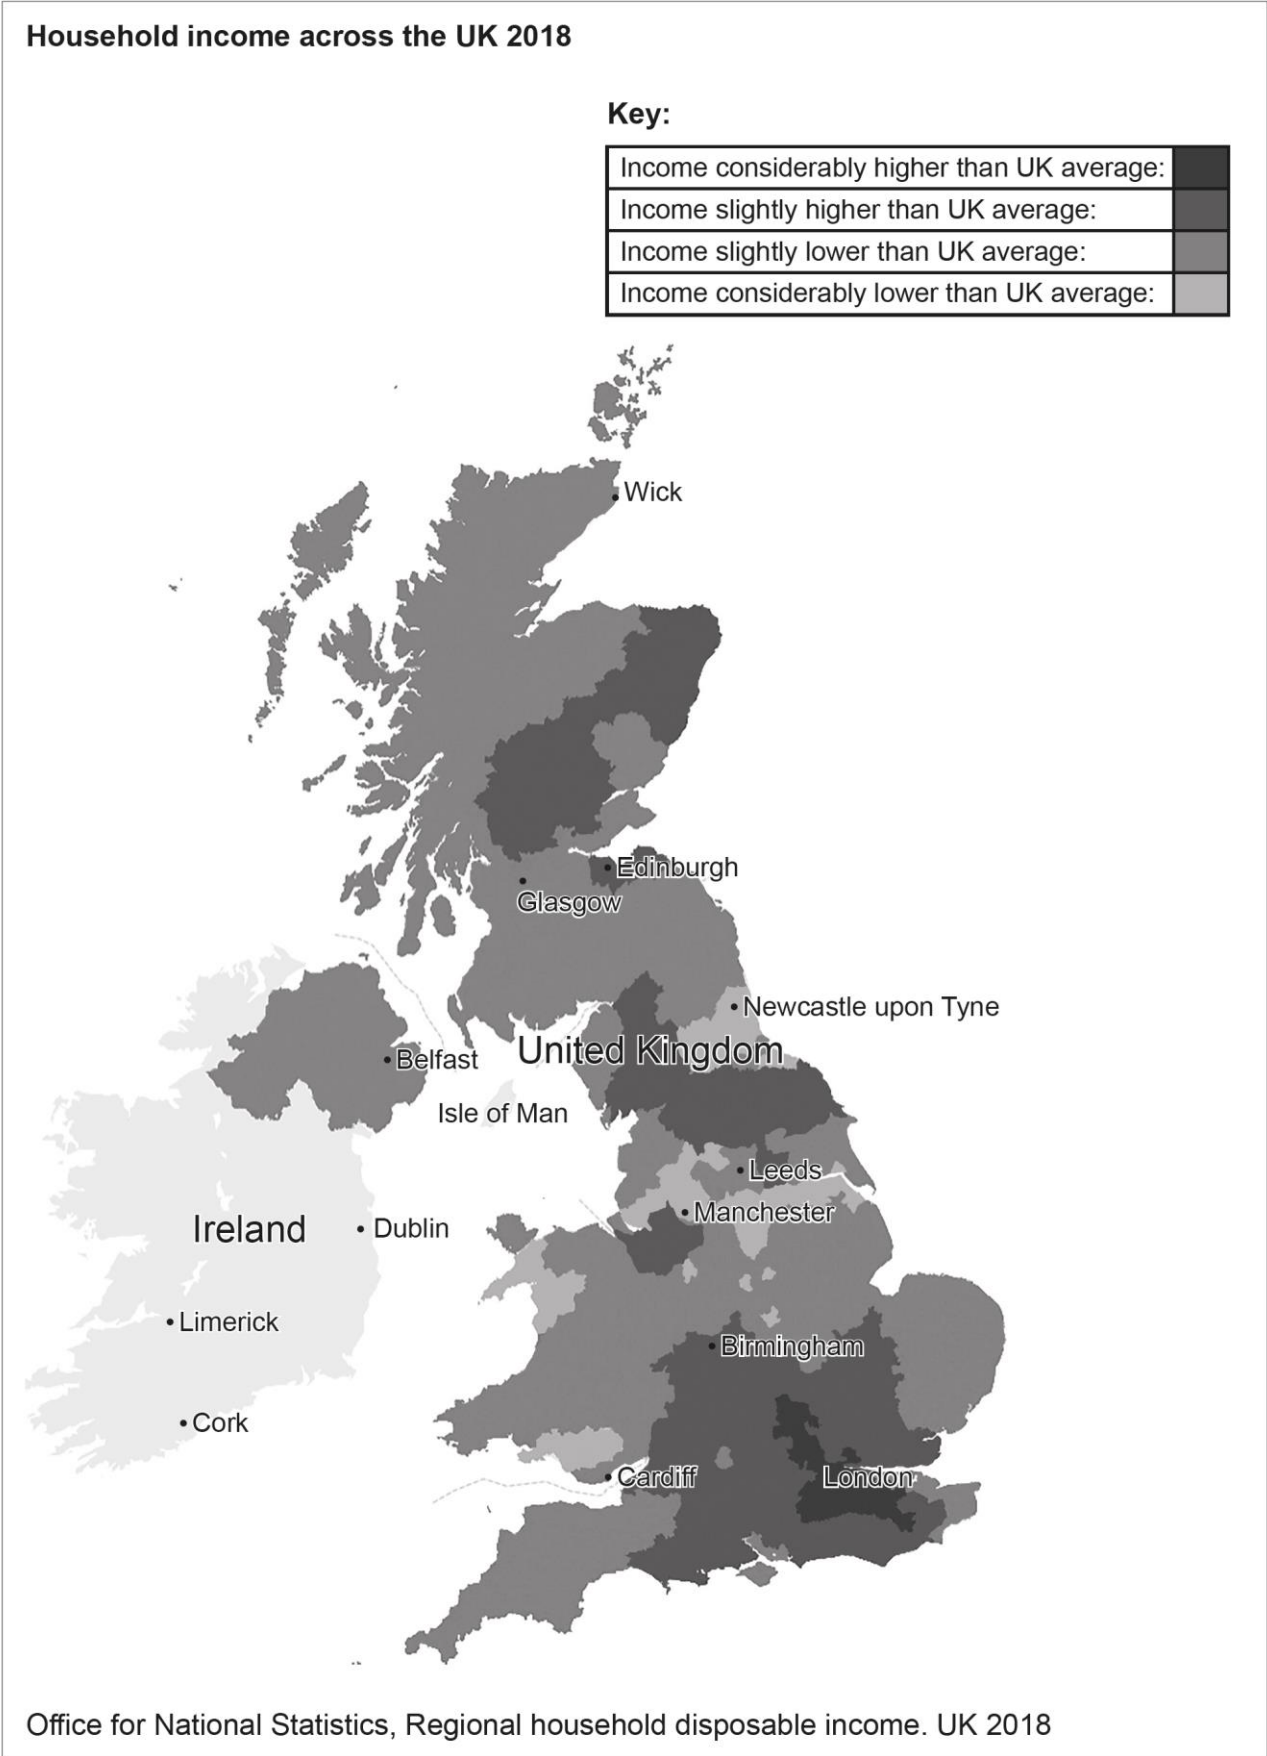 Household income across the UK 2018
Key:
Income considerably higher than UK average:
Income slightly higher than UK average:
Income slightly lower than UK average:
Income considerably lower than UK average:
Wick
Edinburgh
Glasgow
Newcastle upon Tyne
United Kingdom
Belfast
Isle of Man
Leeds
Manchester
Ireland
Dublin
Limerick
Birmingham
Cork
Cardiff
London
Office for National Statistics, Regional household disposable income. UK 2018